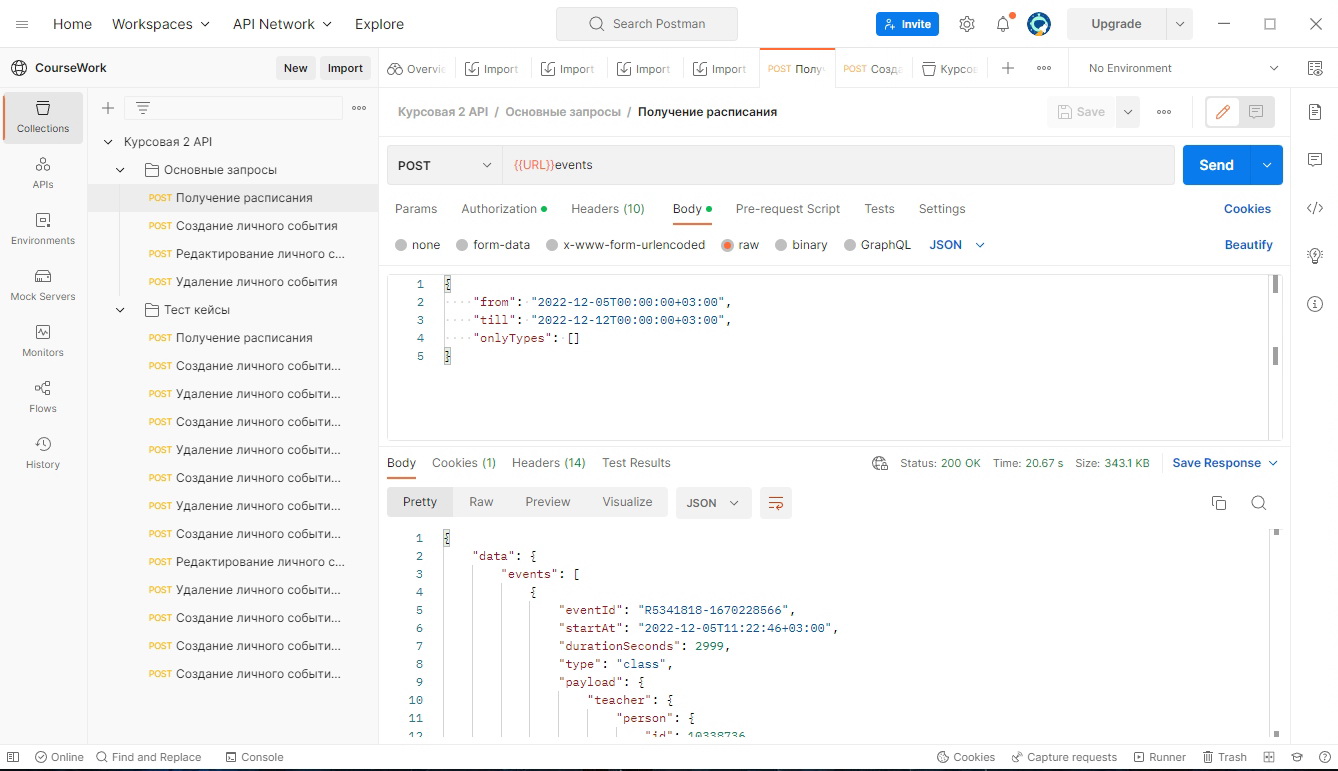 Home Workspaces API Network Explore Search Postman Invite Upgrade
CourseWork New Import Overvie Import Import Import Import POST Полу POST Созд Курсов No Environment
Collections
APIs
Environments
Mock Servers
Monitors
Flows
History
Курсовая 2 API
Основные запросы
POST Получение расписания
POST Создание личного события
POST Редактирование личного с...
POST Удаление личного события
Тест кейсы
POST Получение расписания
POST Создание личного событи...
POST Удаление личного событи...
POST Создание личного событи...
POST Удаление личного событи...
POST Создание личного событи...
POST Удаление личного событи...
POST Создание личного событи...
POST Редактирование личного с...
POST Удаление личного событи...
POST Создание личного событи...
POST Создание личного событи...
POST Создание личного событи...
Курсовая 2 API / Основные запросы / Получение расписания Save
POST {{URL}}events Send
Params Authorization Headers (10) Body Pre-request Script Tests Settings Cookies
none form-data x-www-form-urlencoded raw binary GraphQL JSON Beautify
1 {
2 "from": "2022-12-05T00:00:00+03:00",
3 "till": "2022-12-12T00:00:00+03:00",
4 "onlyTypes": []
5 }
Body Cookies (1) Headers (14) Test Results Status: 200 OK Time: 20.67 s Size: 343.1 KB Save Response
Pretty Raw Preview Visualize JSON
1 {
2 "data": {
3 "events": [
4 {
5 "eventId": "R5341818-1670228566",
6 "startAt": "2022-12-05T11:22:46+03:00",
7 "durationSeconds": 2999,
8 "type": "class",
9 "payload": {
10 "teacher": {
11 "person": {
12 "id": 10338736
Online Find and Replace Console Cookies Capture requests Runner Trash